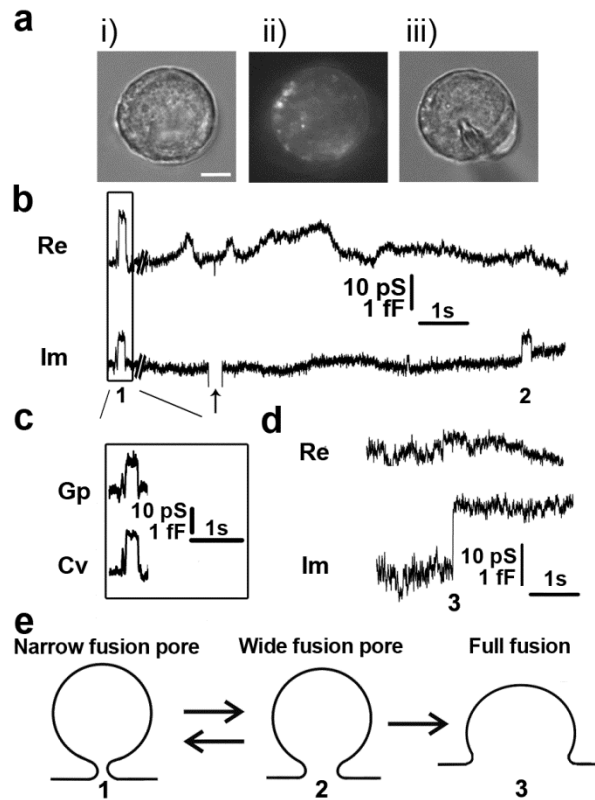 a
i) ii) iii)
b
Re
10 pS
1 fF
1s
Im
1
↑
2
c
Gp
10 pS
1 fF
1s
Cv
d
Re
10 pS
1 fF
1s
Im
3
e
Narrow fusion pore Wide fusion pore Full fusion
1 2 3